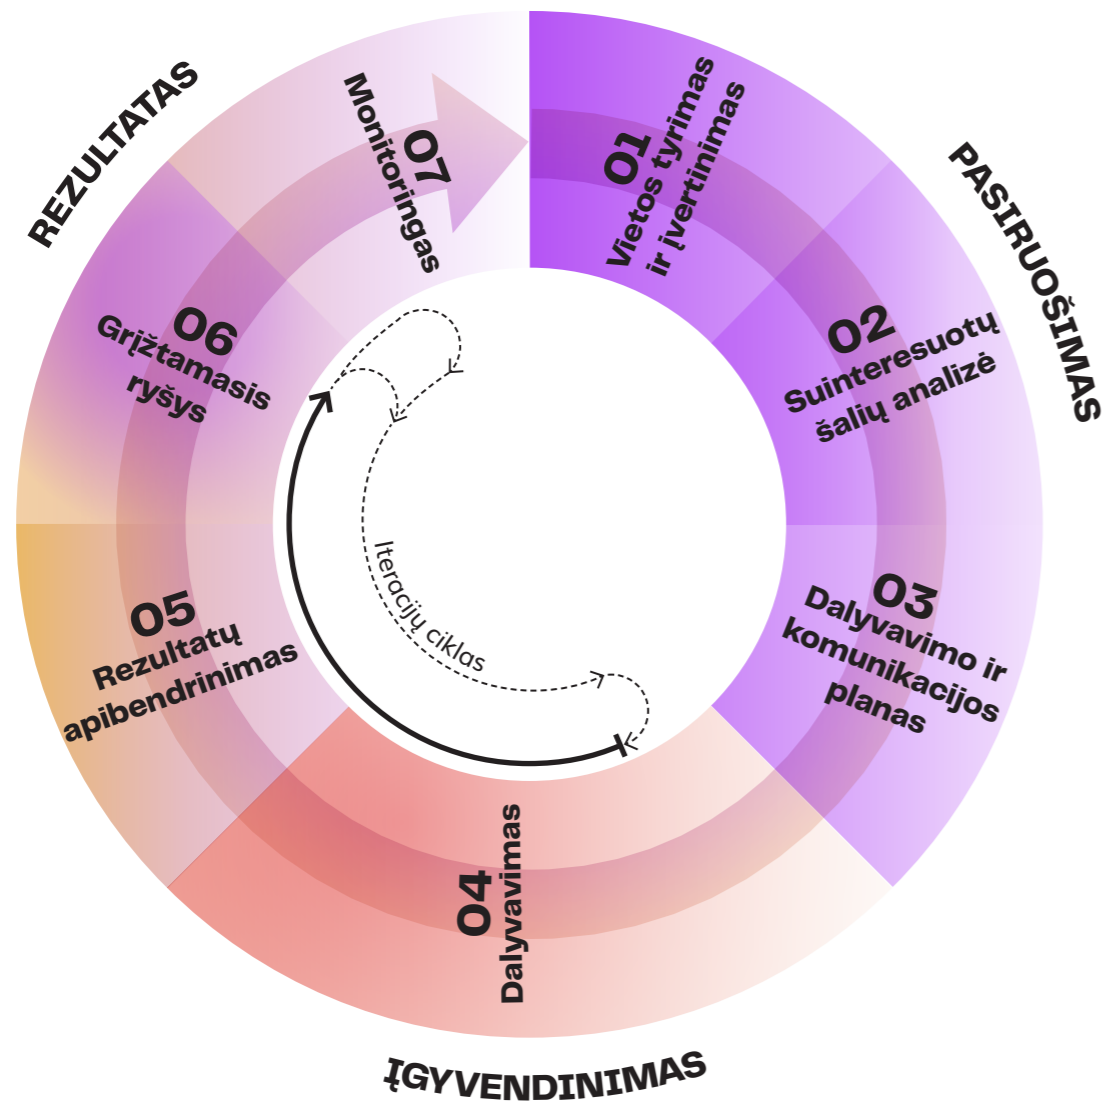 PASIRUOŠIMAS
01
Vietos tyrimas
ir įvertinimas
02
Suinteresuotų
šalių analizė
03
Dalyvavimo ir
komunikacijos
planas
ĮGYVENDINIMAS
04
Dalyvavimas
REZULTATAS
05
Rezultatų
apibendrinimas
06
Grįžtamasis
ryšys
07
Monitoringas
Iteracijų ciklas